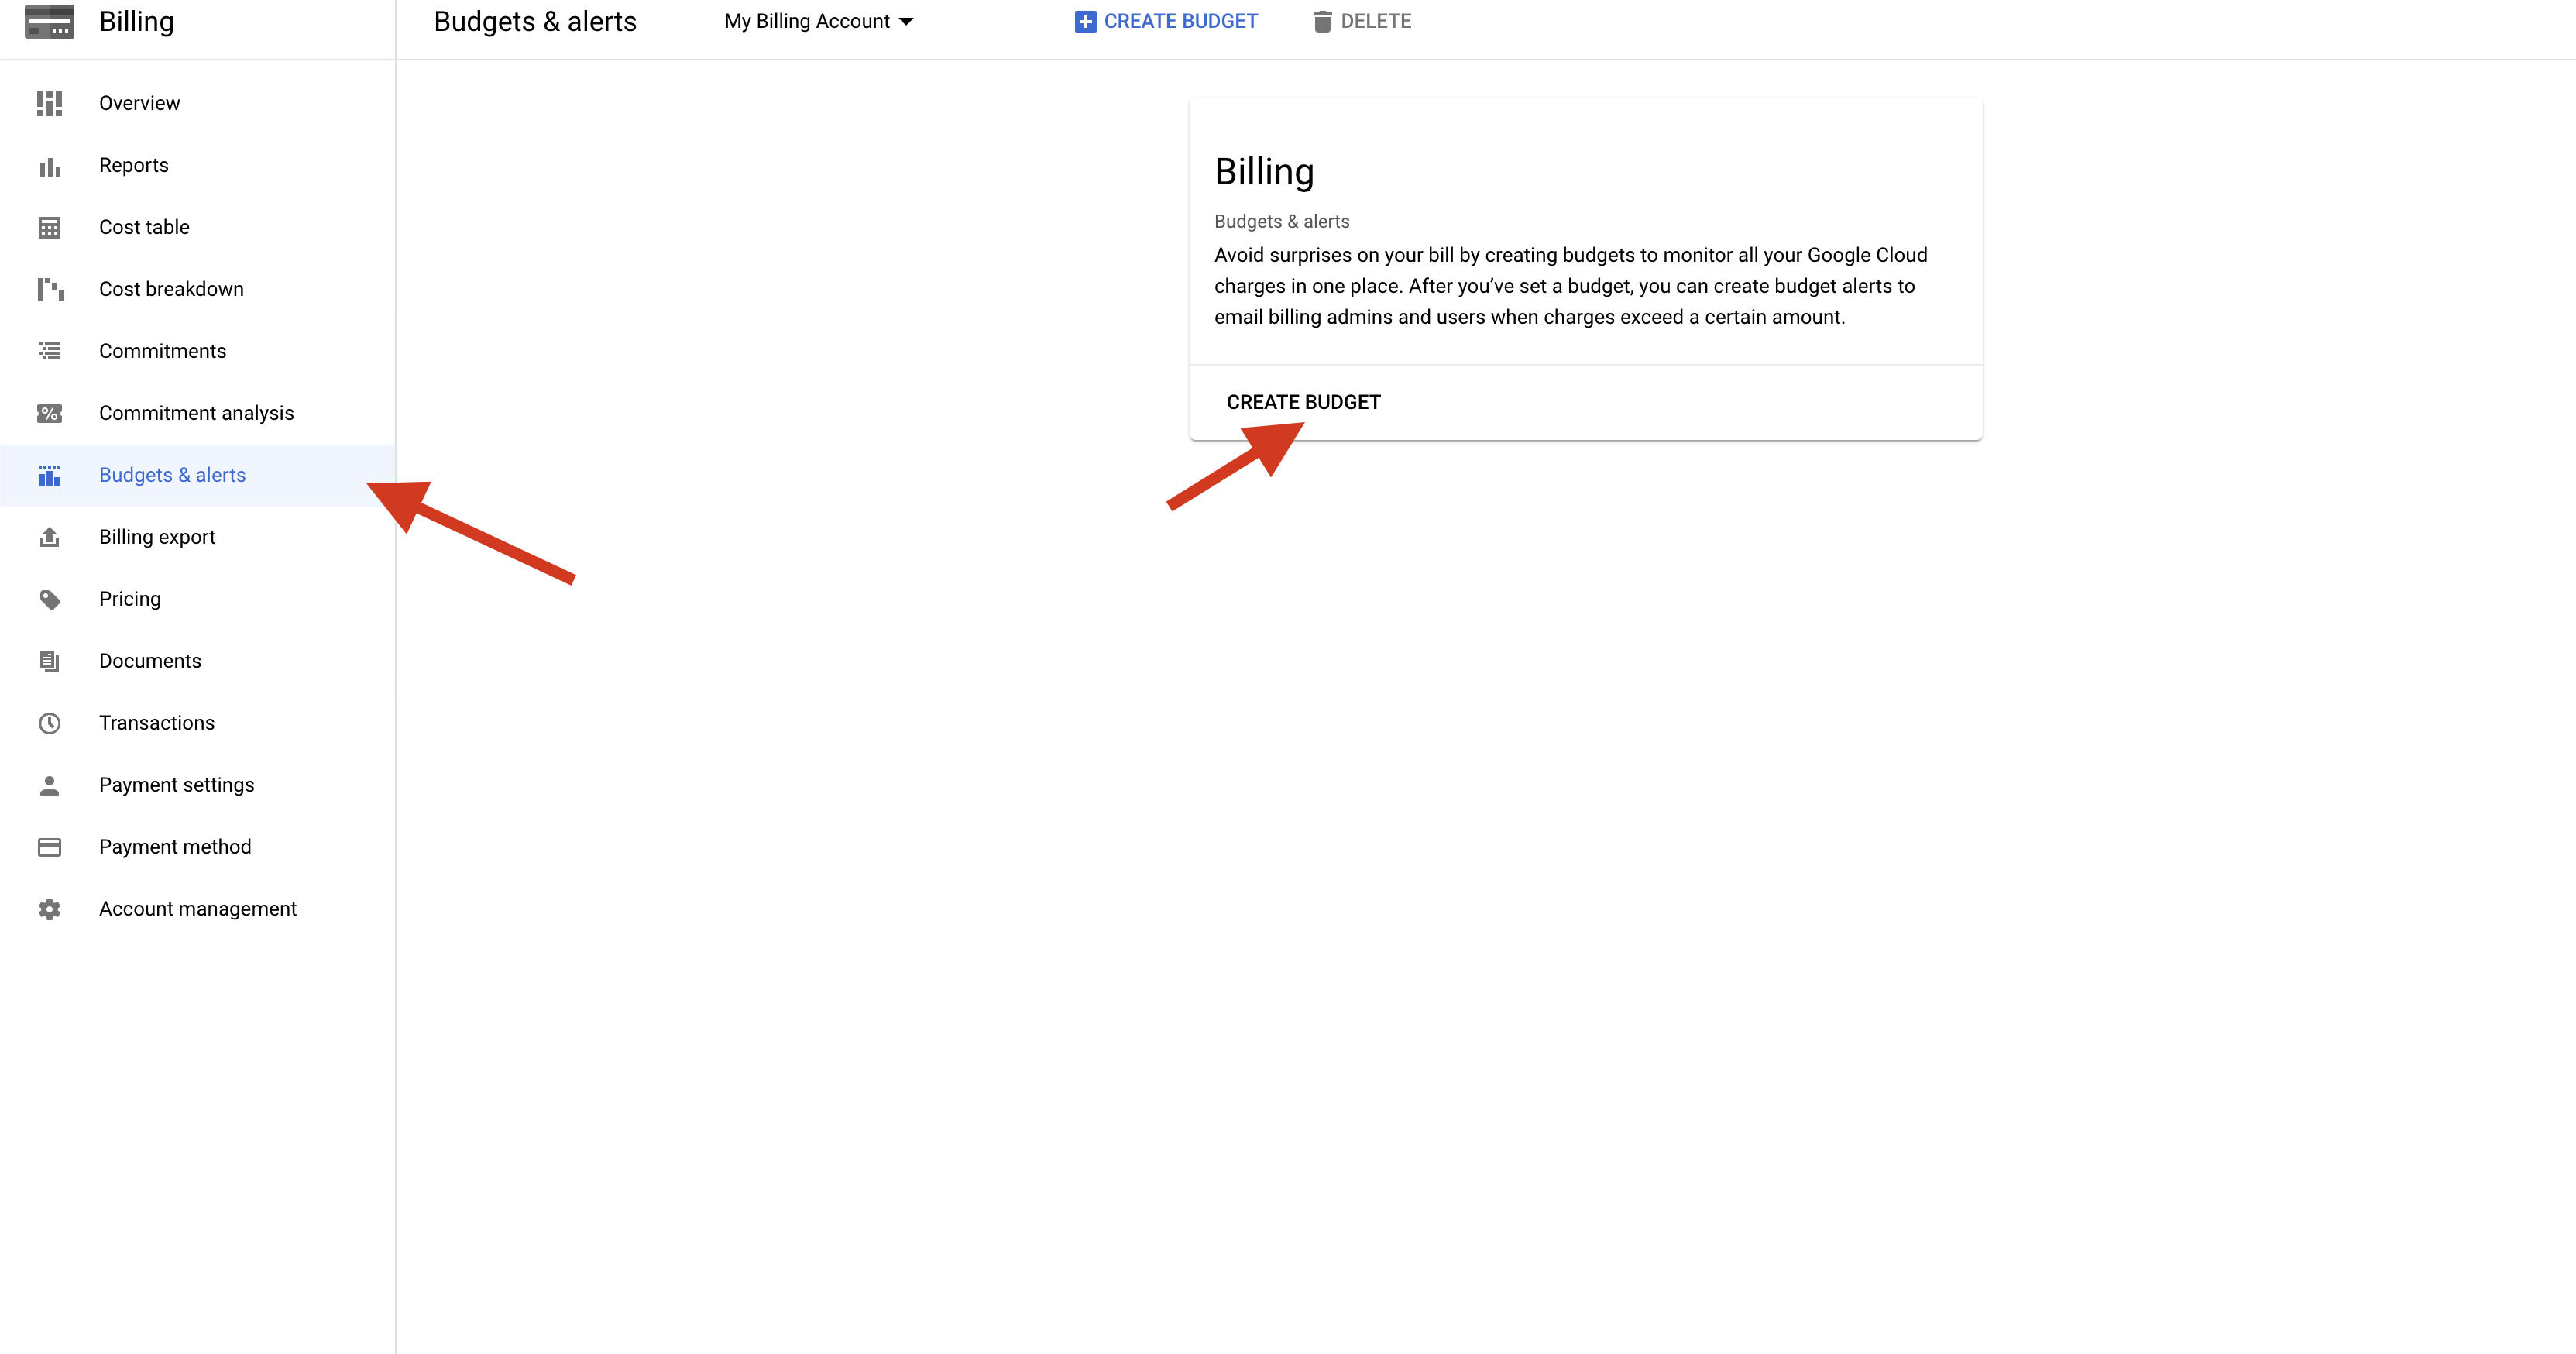 Billing
Budgets & alerts
My Billing Account
CREATE BUDGET
DELETE
Overview
Reports
Cost table
Cost breakdown
Commitments
Commitment analysis
Budgets & alerts
Billing export
Pricing
Documents
Transactions
Payment settings
Payment method
Account management
Billing
Budgets & alerts
Avoid surprises on your bill by creating budgets to monitor all your Google Cloud
charges in one place. After you’ve set a budget, you can create budget alerts to
email billing admins and users when charges exceed a certain amount.
CREATE BUDGET